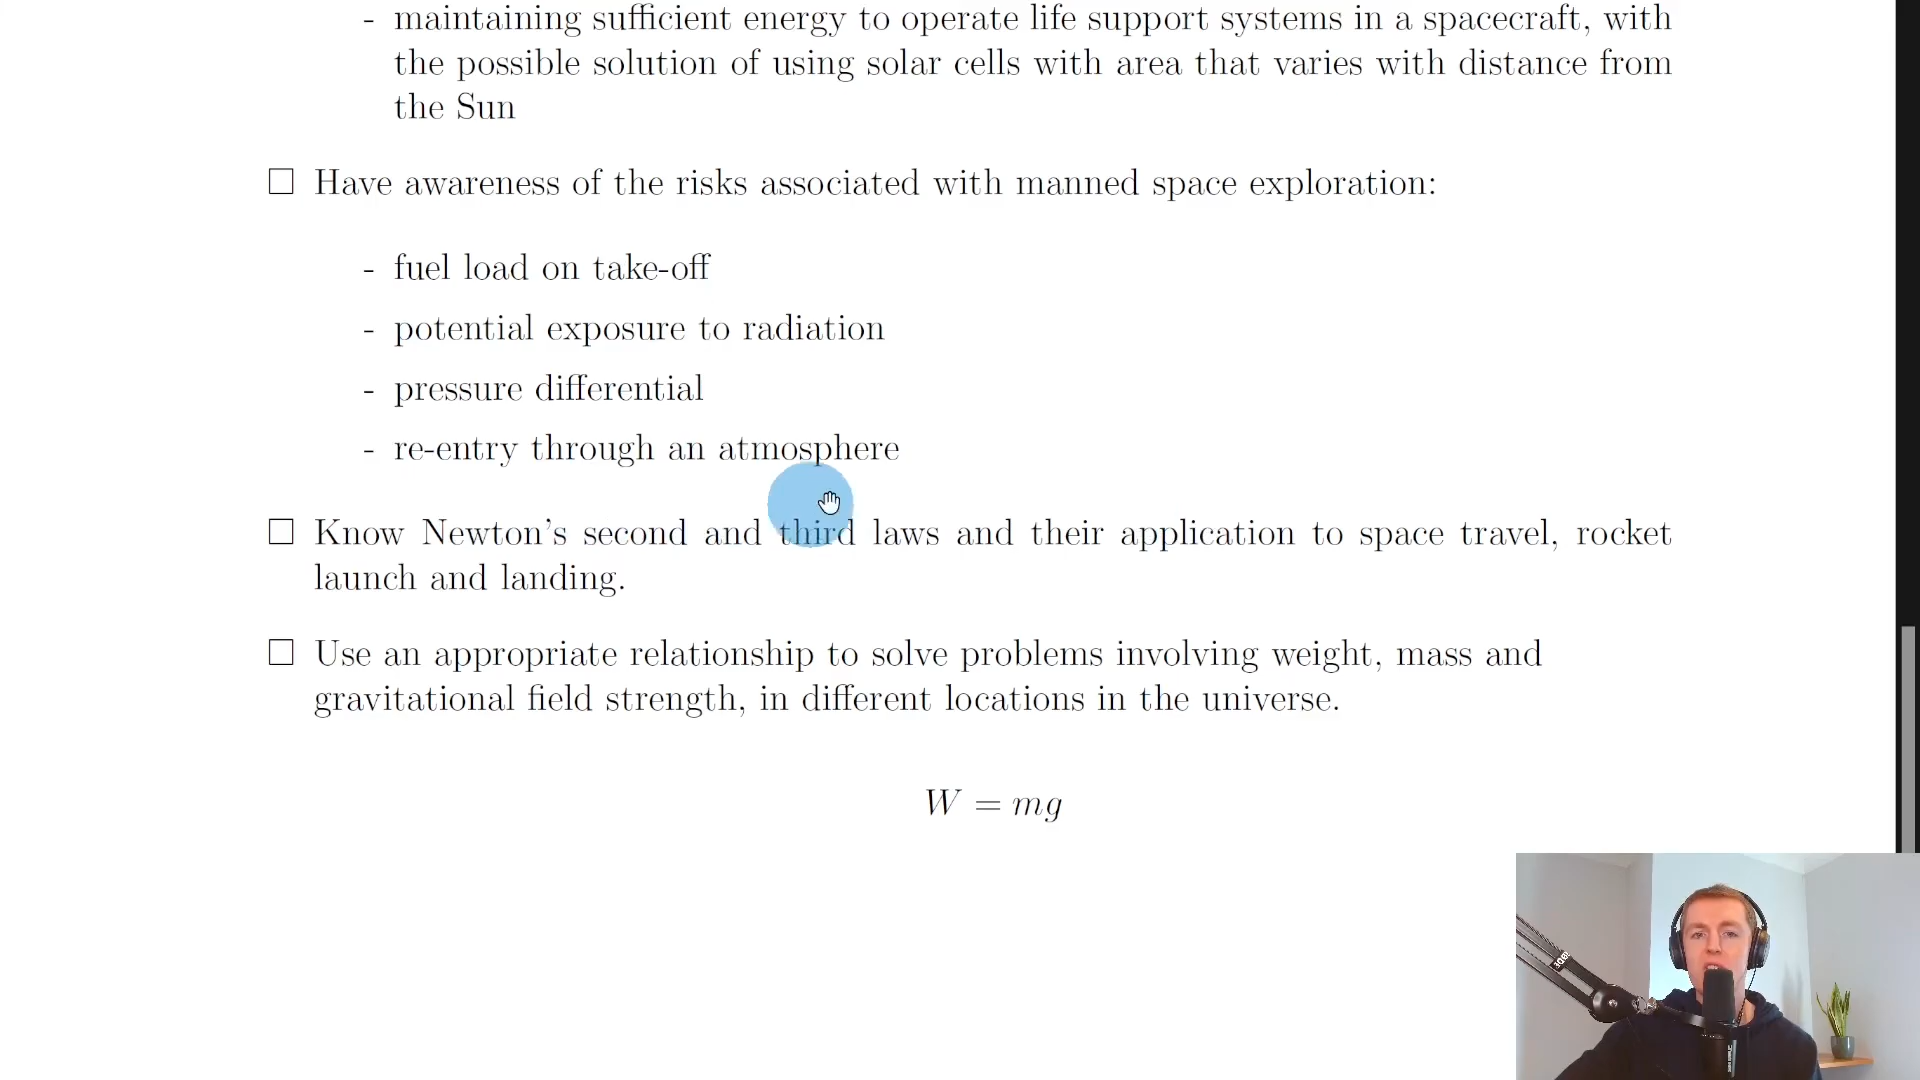 - maintaining sufficient energy to operate life support systems in a spacecraft, with
the possible solution of using solar cells with area that varies with distance from
the Sun
☐ Have awareness of the risks associated with manned space exploration:
- fuel load on take-off
- potential exposure to radiation
- pressure differential
- re-entry through an atmosphere
☐ Know Newton's second and third laws and their application to space travel, rocket
launch and landing.
☐ Use an appropriate relationship to solve problems involving weight, mass and
gravitational field strength, in different locations in the universe.
W = mg
RØDE